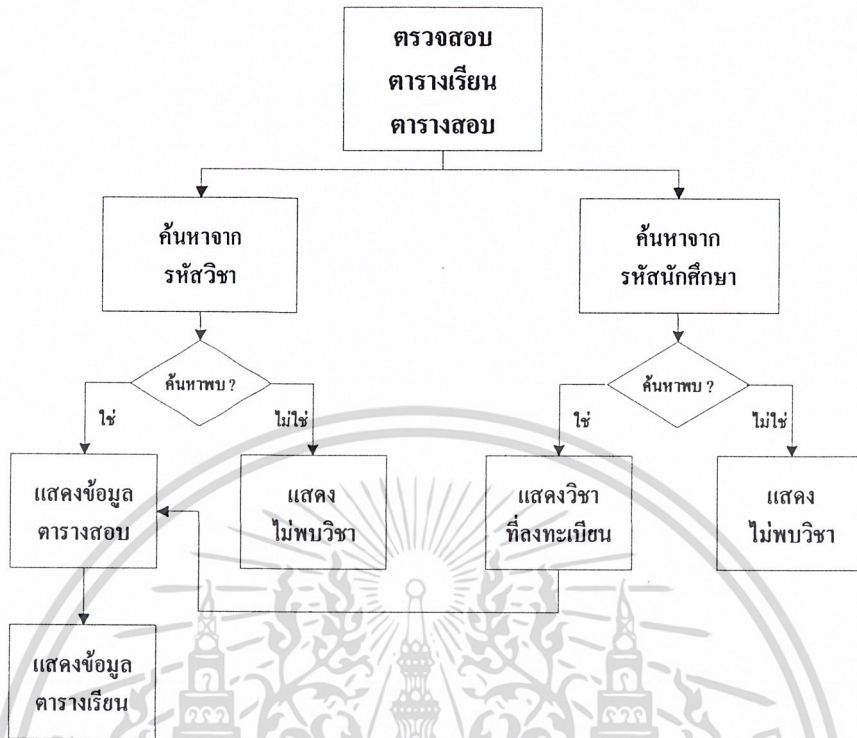 ตรวจสอบ
ตารางเรียน
ตารางสอบ
ค้นหาจาก
รหัสวิชา
ค้นหาจาก
รหัสนักศึกษา
ค้นหาพบ ?
ค้นหาพบ ?
ใช่
ไม่ใช่
ใช่
ไม่ใช่
แสดงข้อมูล
ตารางสอบ
แสดง
ไม่พบวิชา
แสดงวิชา
ที่ลงทะเบียน
แสดง
ไม่พบวิชา
แสดงข้อมูล
ตารางเรียน